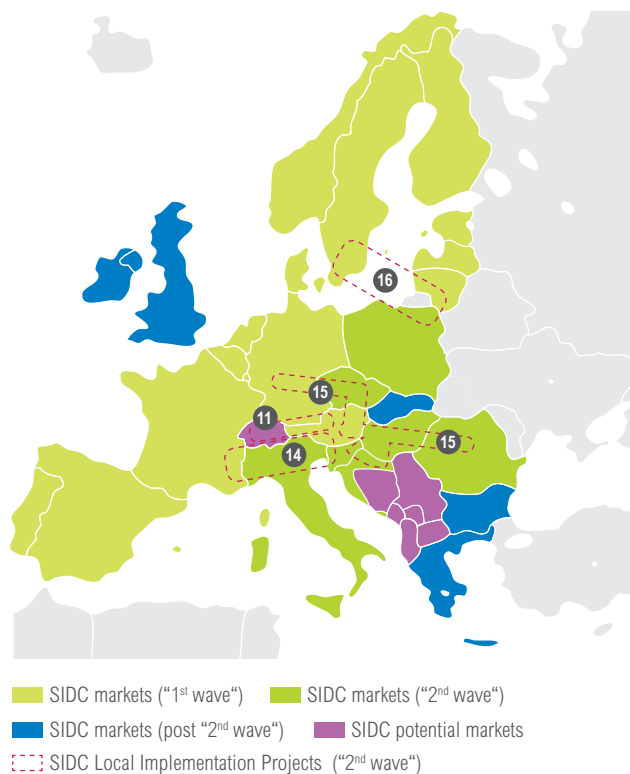 16
15
11
15
14
SIDC markets (“1st wave“) SIDC markets (“2nd wave“)
SIDC markets (post “2nd wave“) SIDC potential markets
SIDC Local Implementation Projects (“2nd wave“)